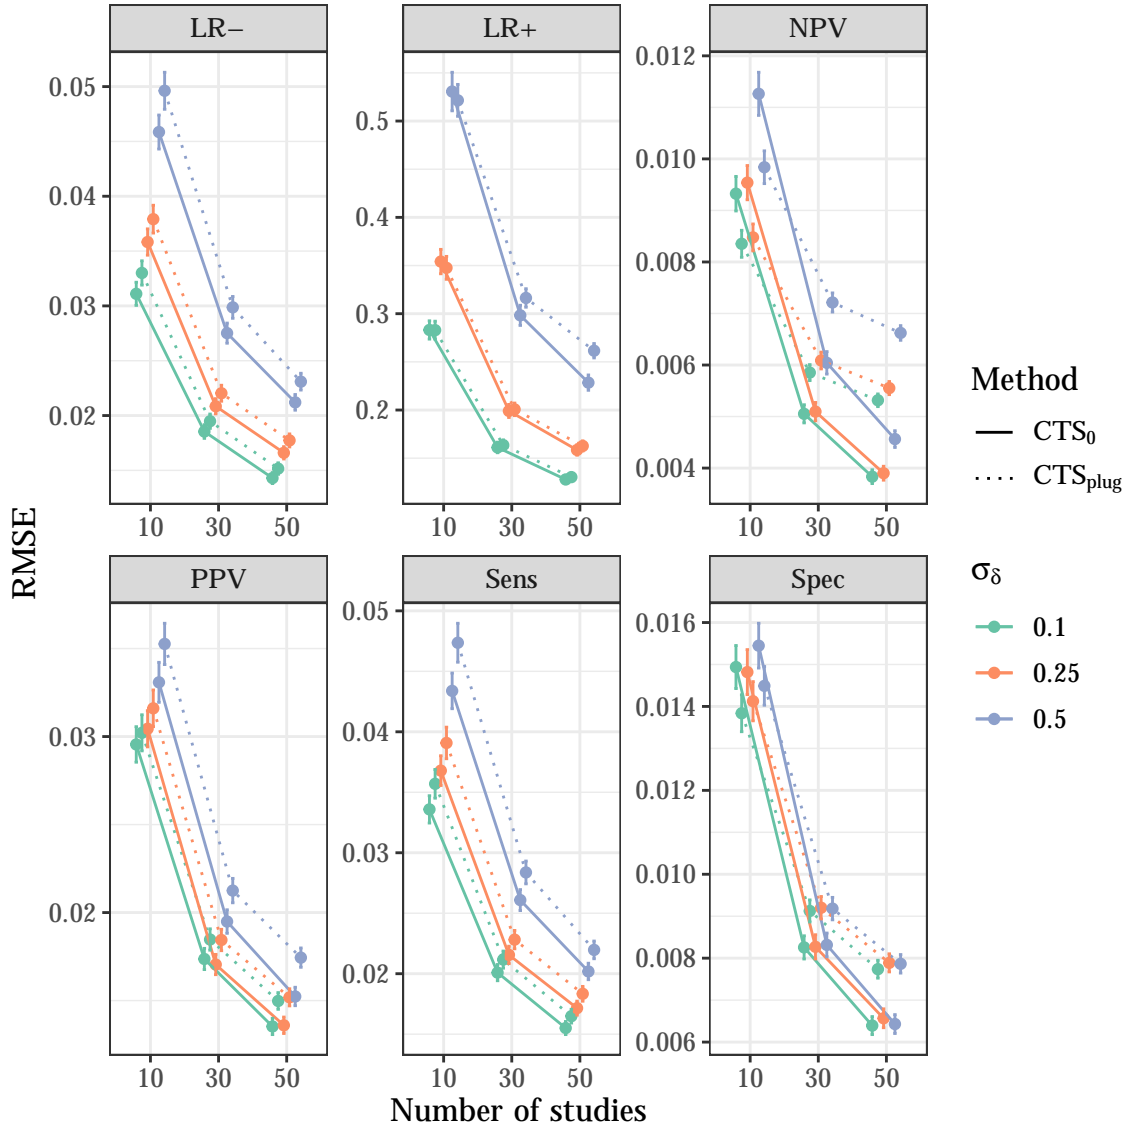 LR−
0.05
0.04
0.03
0.02
10 30 50
LR+
0.5
0.4
0.3
0.2
10 30 50
NPV
0.012
0.010
0.008
0.006
0.004
10 30 50
PPV
0.03
0.02
10 30 50
Sens
0.05
0.04
0.03
0.02
10 30 50
Spec
0.016
0.014
0.012
0.010
0.008
0.006
10 30 50
RMSE
Number of studies
Method
CTS₀
CTSplug
σδ
0.1
0.25
0.5